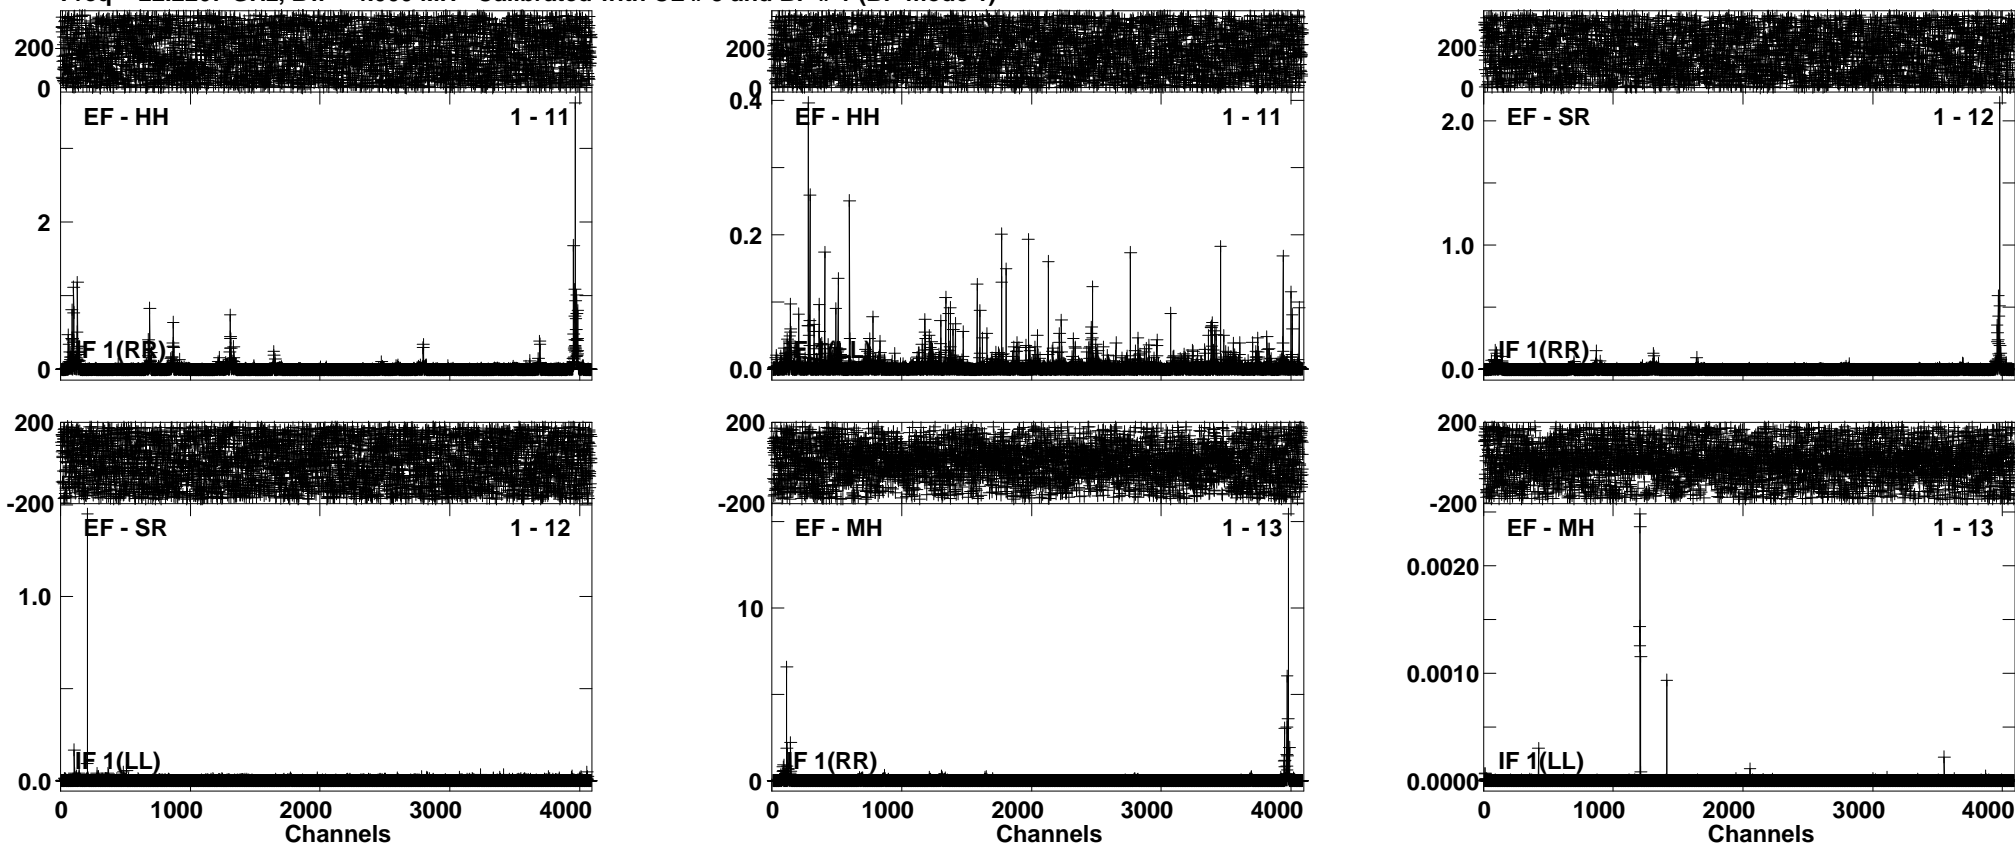 200
0
EF - HH
1 - 11
2
0
IF 1(RR)
200
0
0.4
EF - HH
1 - 11
0.2
0.0
200
0
EF - SR
1 - 12
2.0
1.0
0.0
IF 1(RR)
200
-200
EF - SR
1 - 12
1.0
0.0
IF 1(LL)
0 1000 2000 3000 4000
Channels
200
-200
EF - MH
1 - 13
10
0
IF 1(RR)
0 1000 2000 3000 4000
200
-200
EF - MH
1 - 13
0.0020
0.0010
0.0000
IF 1(LL)
0 1000 2000 3000 4000
Channels